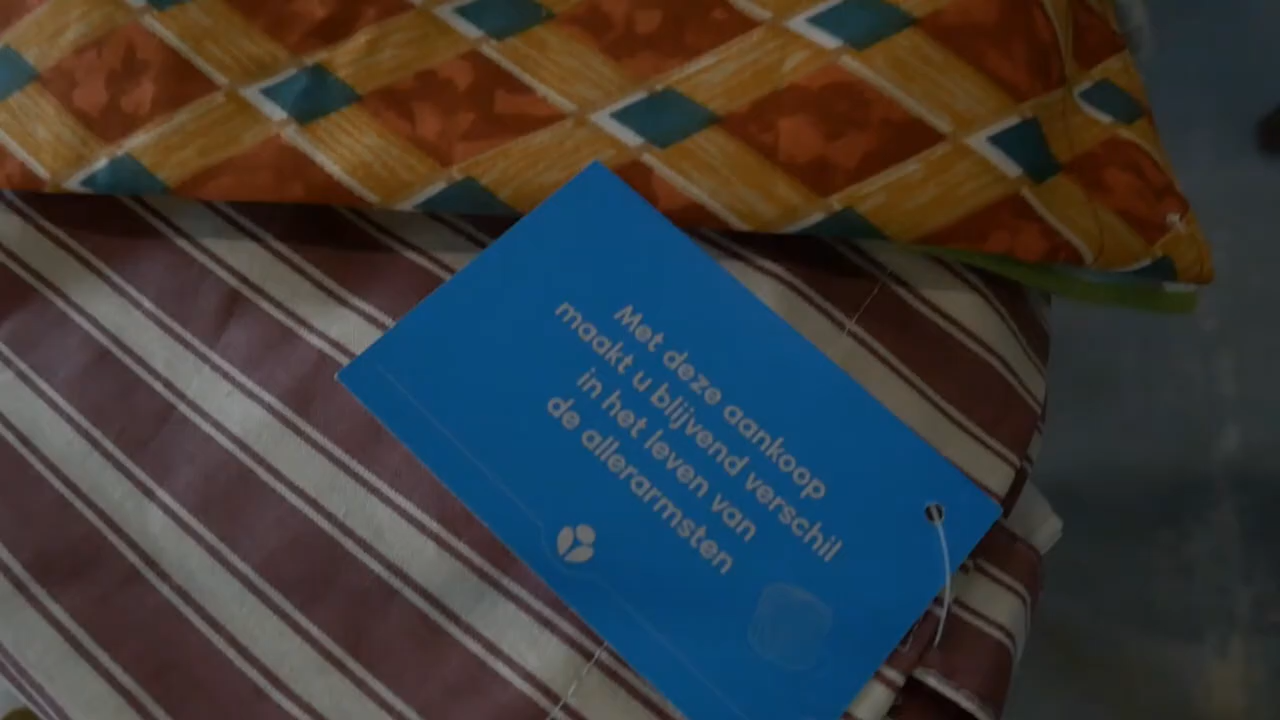 Met deze aankoop
maakt u blijvend verschil
in het leven van
de allerarmsten